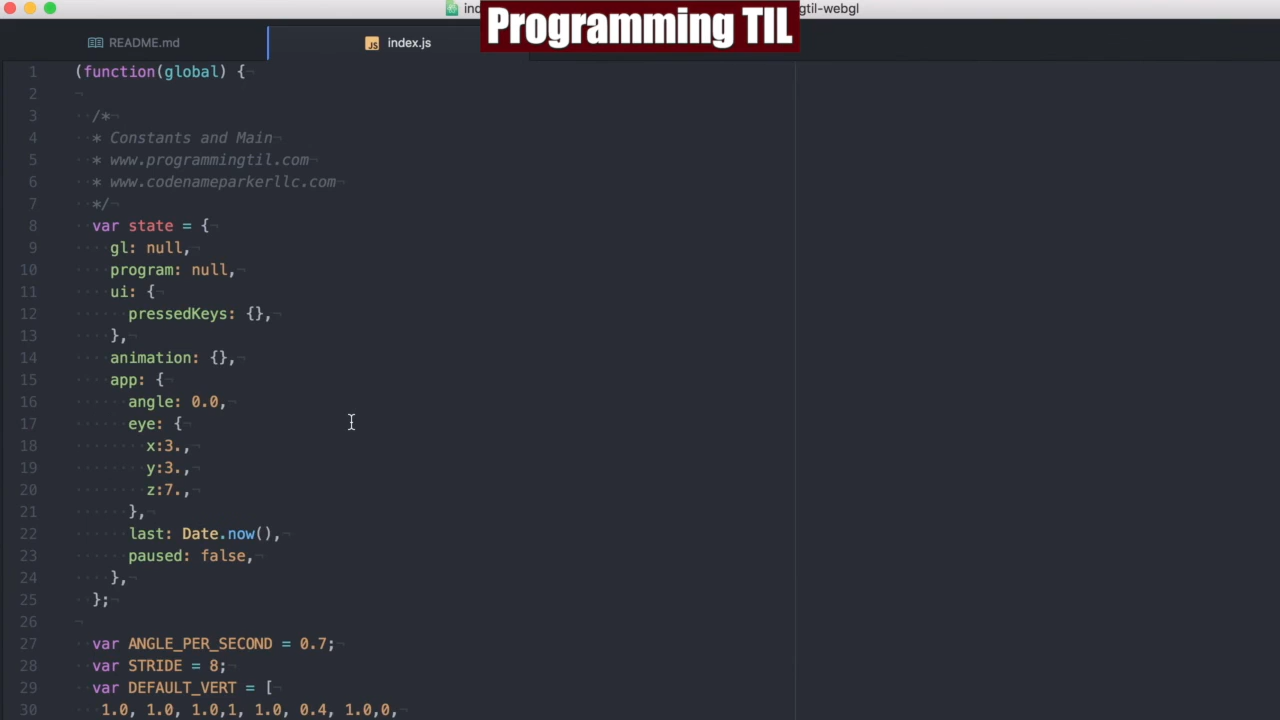 ind
Programming TIL
gtil-webgl
README.md
JS
index.js
1 (function(global) {
2
3 /*
4 * Constants and Main
5 * www.programmingtil.com
6 * www.codenameparkerllc.com
7 */
8 var state = {
9 gl: null,
10 program: null,
11 ui: {
12 pressedKeys: {},
13 },
14 animation: {},
15 app: {
16 angle: 0.0,
17 eye: {
18 x:3.,
19 y:3.,
20 z:7.,
21 },
22 last: Date.now(),
23 paused: false,
24 },
25 };
26
27 var ANGLE_PER_SECOND = 0.7;
28 var STRIDE = 8;
29 var DEFAULT_VERT = [
30 1.0, 1.0, 1.0,1, 1.0, 0.4, 1.0,0,